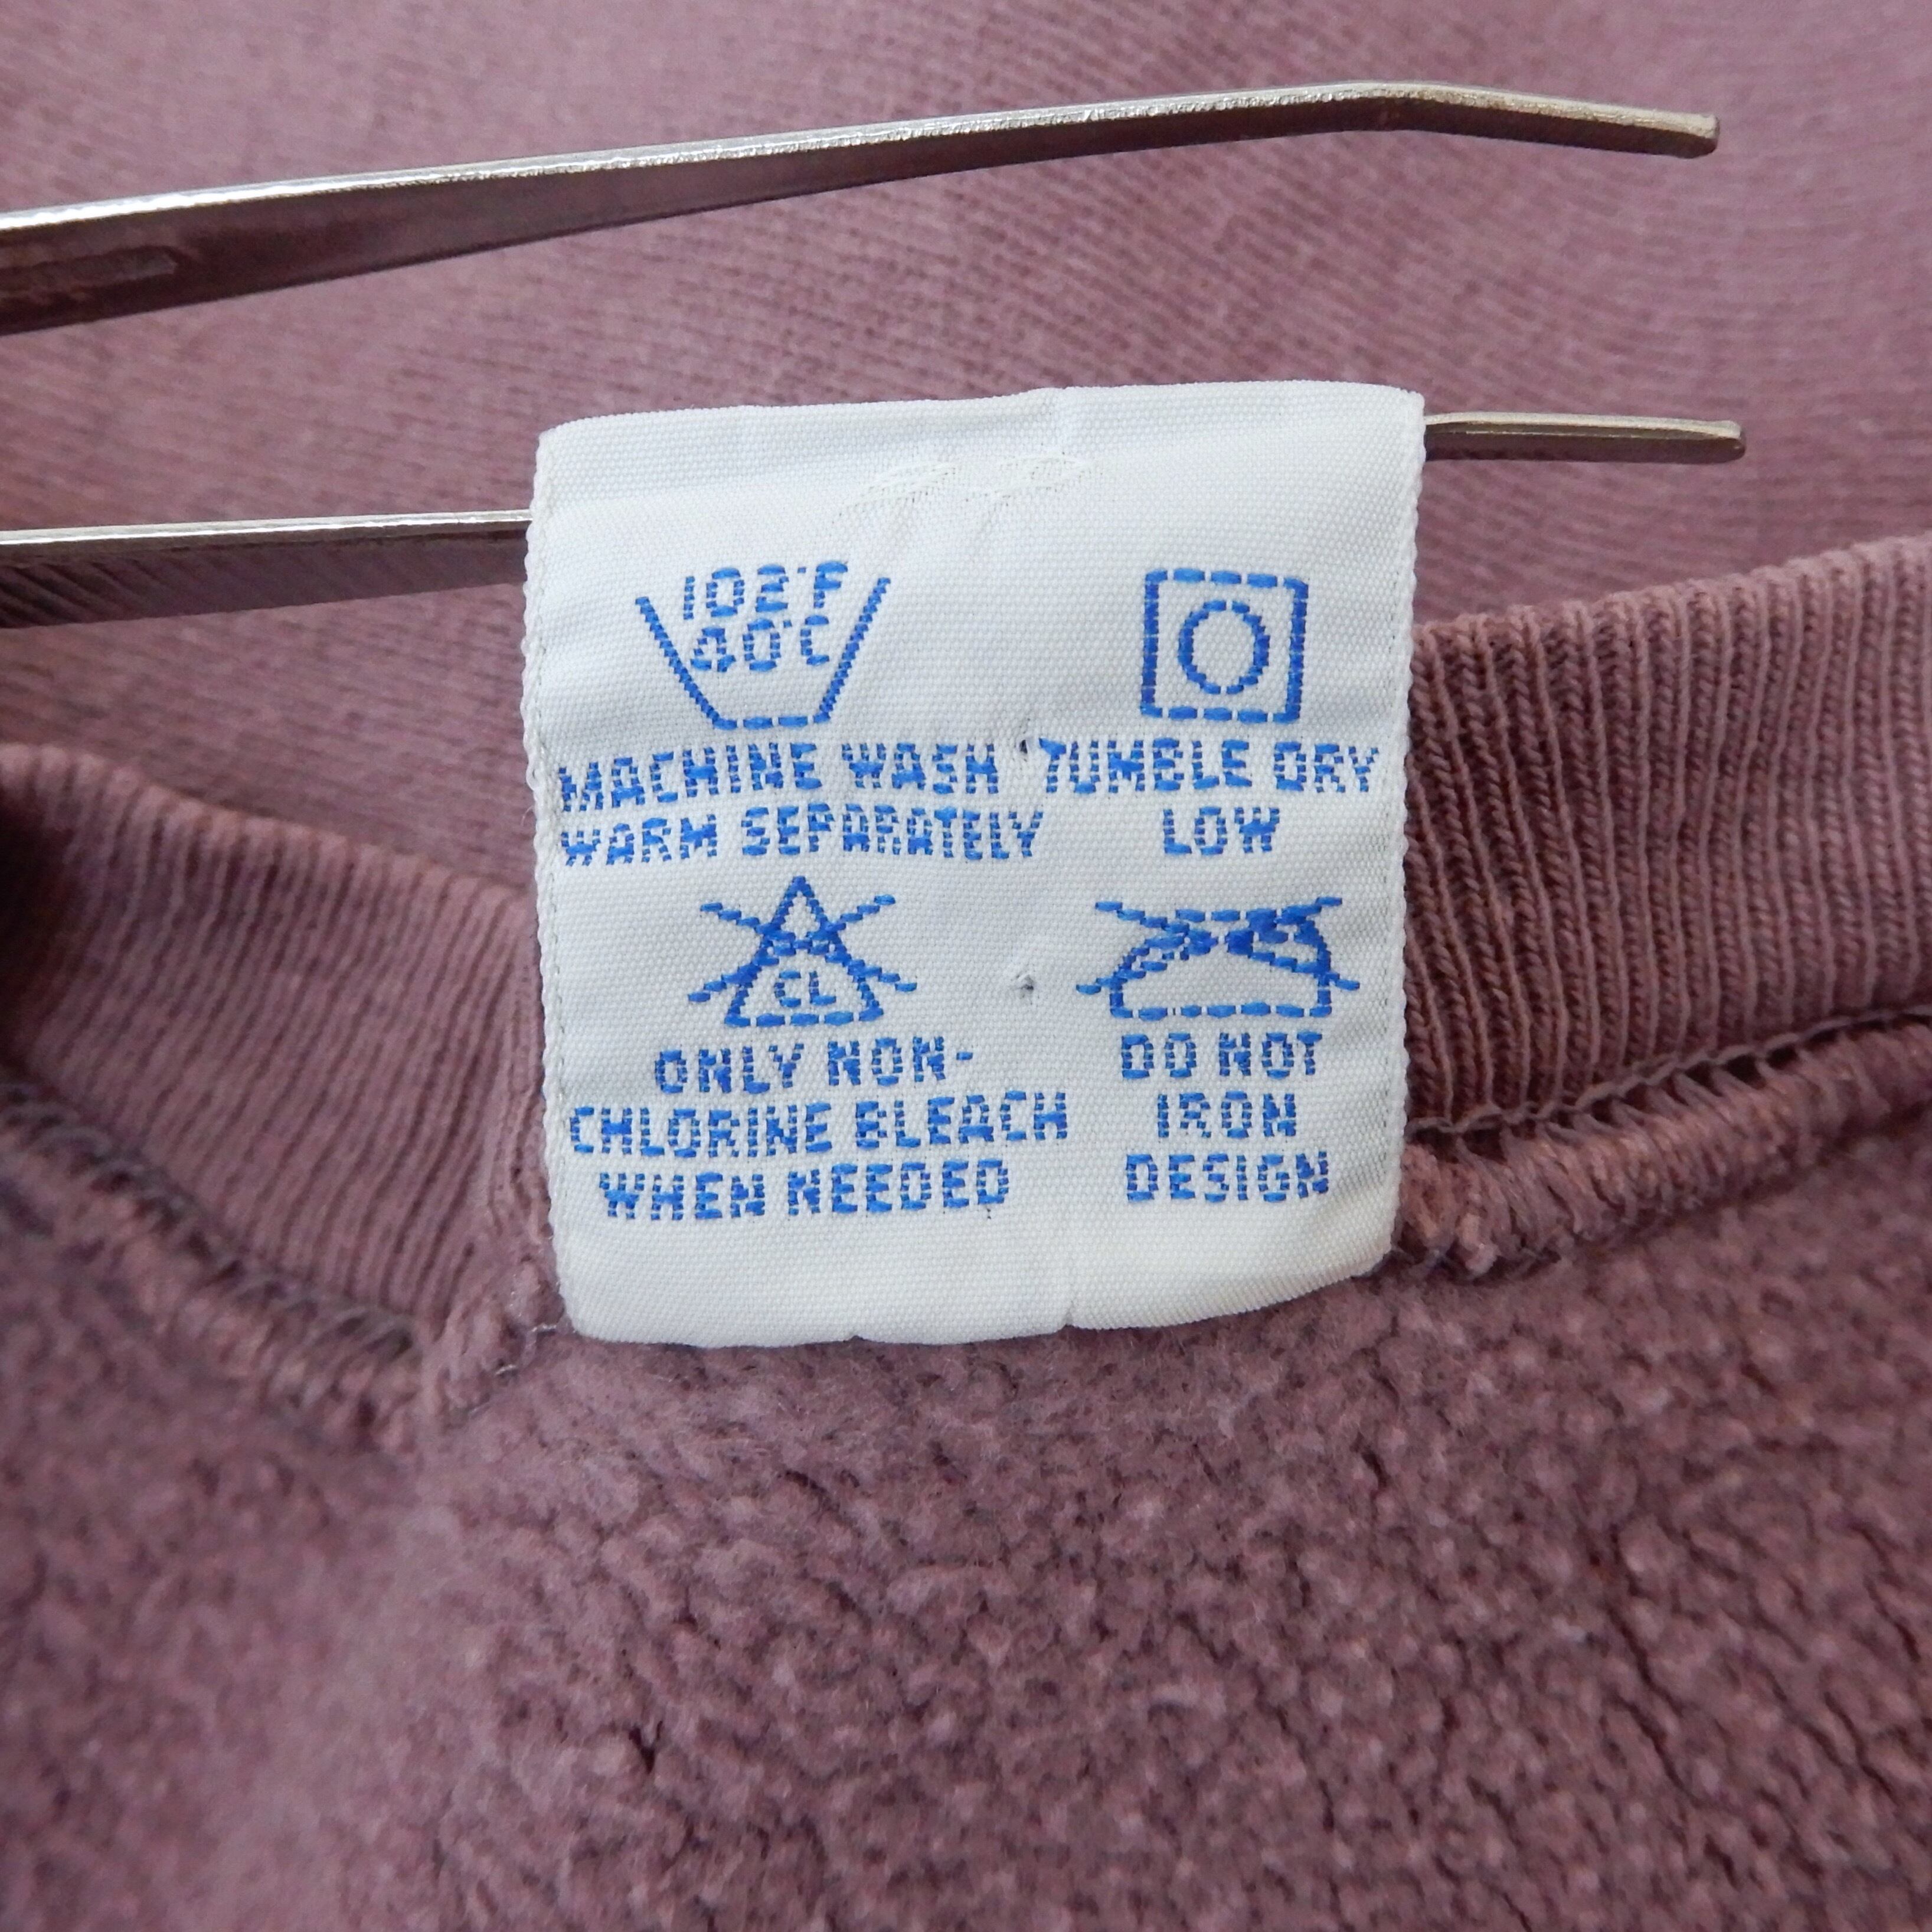 102°F
40°C
MACHINE WASH
WARM SEPARATELY
TUMBLE DRY
LOW
CL
ONLY NON-
CHLORINE BLEACH
WHEN NEEDED
DO NOT
IRON
DESIGN